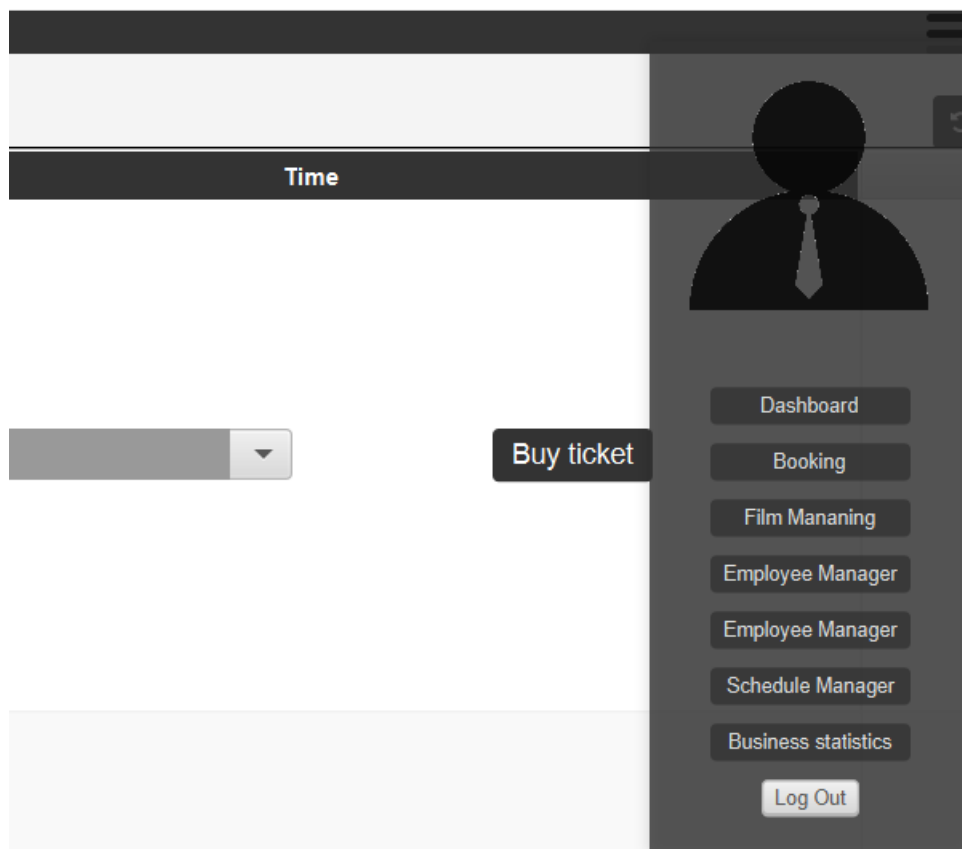 Time
Buy ticket
Dashboard
Booking
Film Mananing
Employee Manager
Employee Manager
Schedule Manager
Business statistics
Log Out